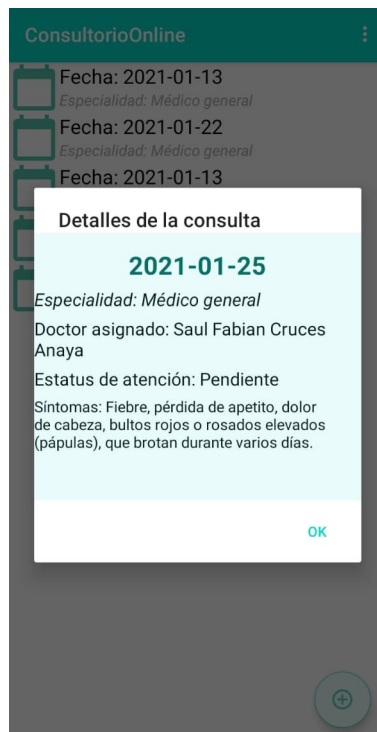 ConsultorioOnline
Fecha: 2021-01-13
Especialidad: Médico general
Fecha: 2021-01-22
Especialidad: Médico general
Fecha: 2021-01-13
Detalles de la consulta
2021-01-25
Especialidad: Médico general
Doctor asignado: Saul Fabian Cruces
Anaya
Estatus de atención: Pendiente
Síntomas: Fiebre, pérdida de apetito, dolor
de cabeza, bultos rojos o rosados elevados
(pápulas), que brotan durante varios días.
OK